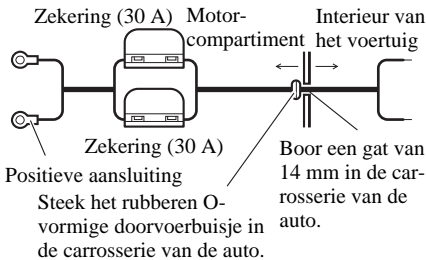 Zekering (30 A)
Motor-
compartiment
Interieur van
het voertuig
Zekering (30 A)
Positieve aansluiting
Steek het rubberen O-
vormige doorvoerbuisje in
de carrosserie van de auto.
Boor een gat van
14 mm in de car-
rosserie van de
auto.